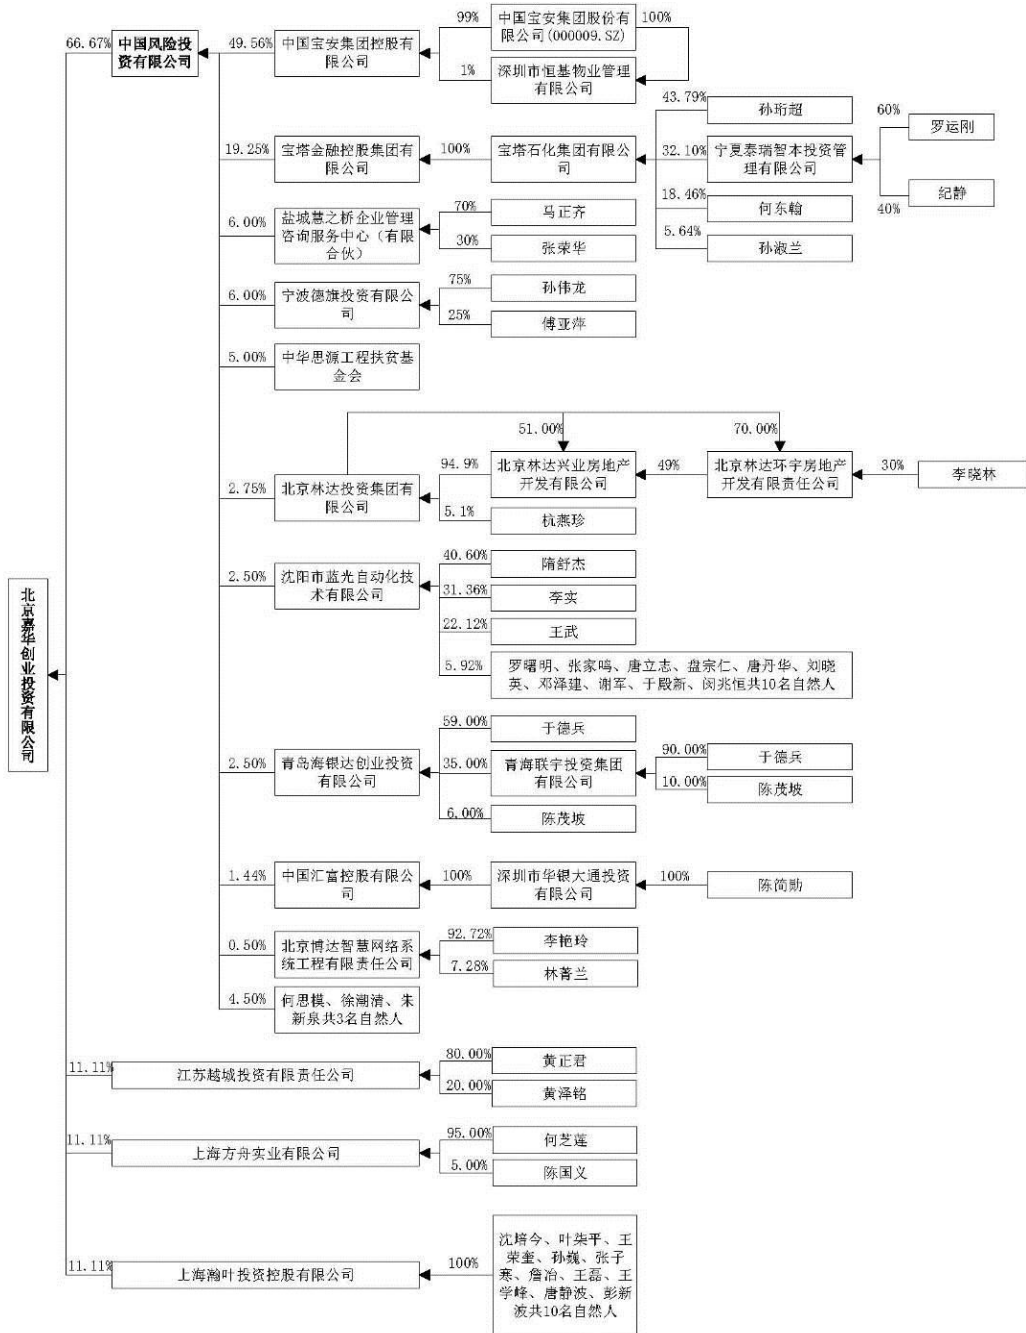 66.67%
中国风险投
资有限公司
49.56%
中国宝安集团控股有
限公司
99%
中国宝安集团股份有
限公司(000009.SZ)
100%
1%
深圳市恒基物业管理
有限公司
19.25%
宝塔金融控股集团有
限公司
100%
宝塔石化集团有限公
司
43.79%
孙珩超
32.10%
宁夏泰瑞智本投资管
理有限公司
60%
罗运刚
40%
纪静
18.46%
何东翰
5.64%
孙淑兰
6.00%
盐城慧之桥企业管理
咨询服务中心（有限
合伙）
70%
马正齐
30%
张荣华
6.00%
宁波德旗投资有限公
司
75%
孙伟龙
25%
傅亚萍
5.00%
中华思源工程扶贫基
金会
51.00%
70.00%
2.75%
北京林达投资集团有
限公司
94.9%
北京林达兴业房地产
开发有限公司
49%
北京林达环宇房地产
开发有限责任公司
30%
李晓林
5.1%
杭燕珍
2.50%
沈阳市蓝光自动化技
术有限公司
40.60%
隋舒杰
31.36%
李实
22.12%
王武
5.92%
罗曙明、张家鸣、唐立志、盘宗仁、唐丹华、刘晓
英、邓泽建、谢军、于殿新、闵兆恒共10名自然人
北京嘉华创业投资有限公司
2.50%
青岛海银达创业投资
有限公司
59.00%
于德兵
35.00%
青海联宇投资集团
有限公司
90.00%
于德兵
10.00%
陈茂坡
6.00%
陈茂坡
1.44%
中国汇富控股有限公
司
100%
深圳市华银大通投资
有限公司
100%
陈简勋
0.50%
北京博达智慧网络系
统工程有限责任公司
92.72%
李艳玲
7.28%
林菁兰
4.50%
何思模、徐潮清、朱
新泉共3名自然人
11.11%
江苏越城投资有限责任公司
80.00%
黄正君
20.00%
黄泽铭
11.11%
上海方舟实业有限公司
95.00%
何芝莲
5.00%
陈国义
11.11%
上海瀚叶投资控股有限公司
100%
沈培今、叶柒平、王
荣奎、孙巍、张子
寒、詹冶、王磊、王
学峰、唐静波、彭新
波共10名自然人